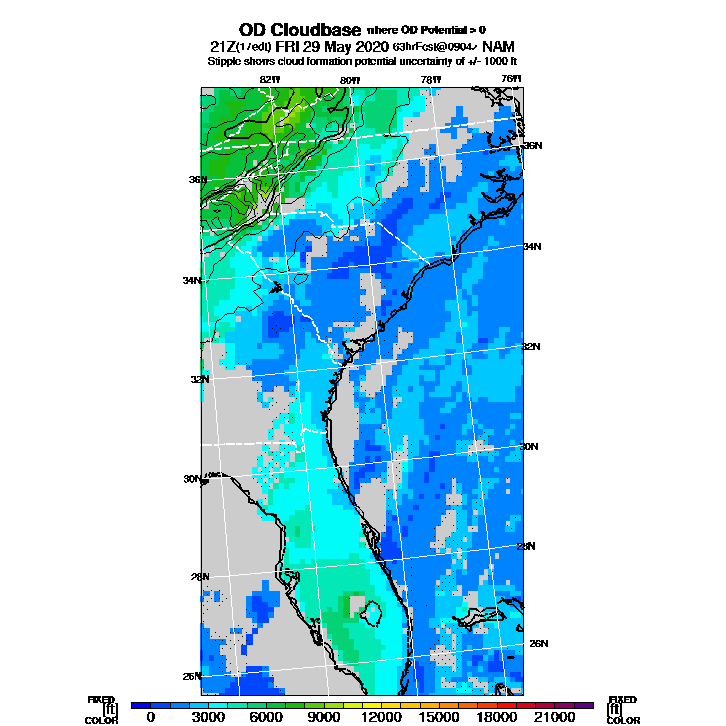 OD Cloudbase where OD Potential > 0
21Z(17edt) FRI 29 May 2020 63hrFcst@0904z NAM
Stipple shows cloud formation potential uncertainty of +/- 1000 ft
82W 80W 78W 76W
36N 36N
34N 34N
32N 32N
30N 30N
28N 28N
26N 26N
FIXED FIXED
[ft] 0 3000 6000 9000 12000 15000 18000 21000 [ft]
COLOR COLOR